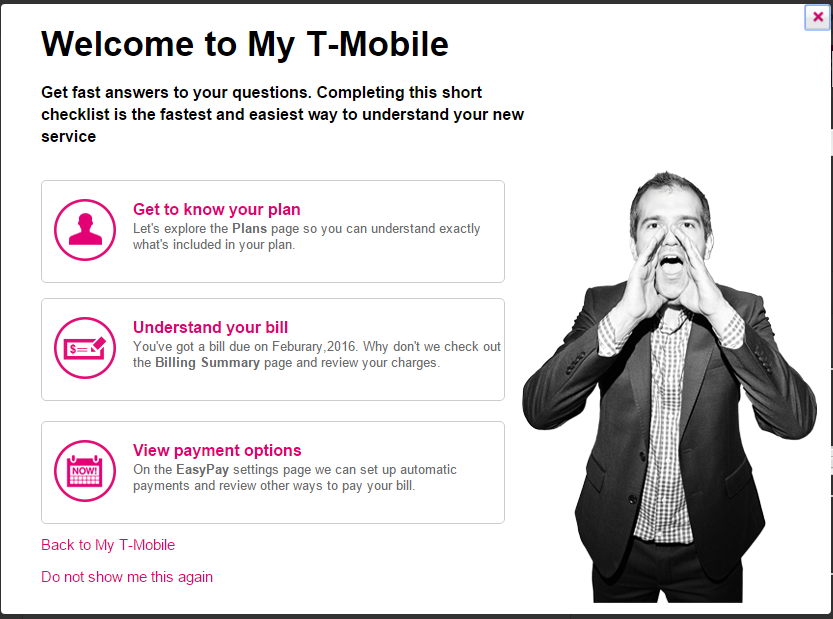 Welcome to My T-Mobile
Get fast answers to your questions. Completing this short
checklist is the fastest and easiest way to understand your new
service
Get to know your plan
Let's explore the Plans page so you can understand exactly
what's included in your plan.
Understand your bill
You've got a bill due on Feburary,2016. Why don't we check out
the Billing Summary page and review your charges.
$
View payment options
On the EasyPay settings page we can set up automatic
payments and review other ways to pay your bill.
NOW!
Back to My T-Mobile
Do not show me this again